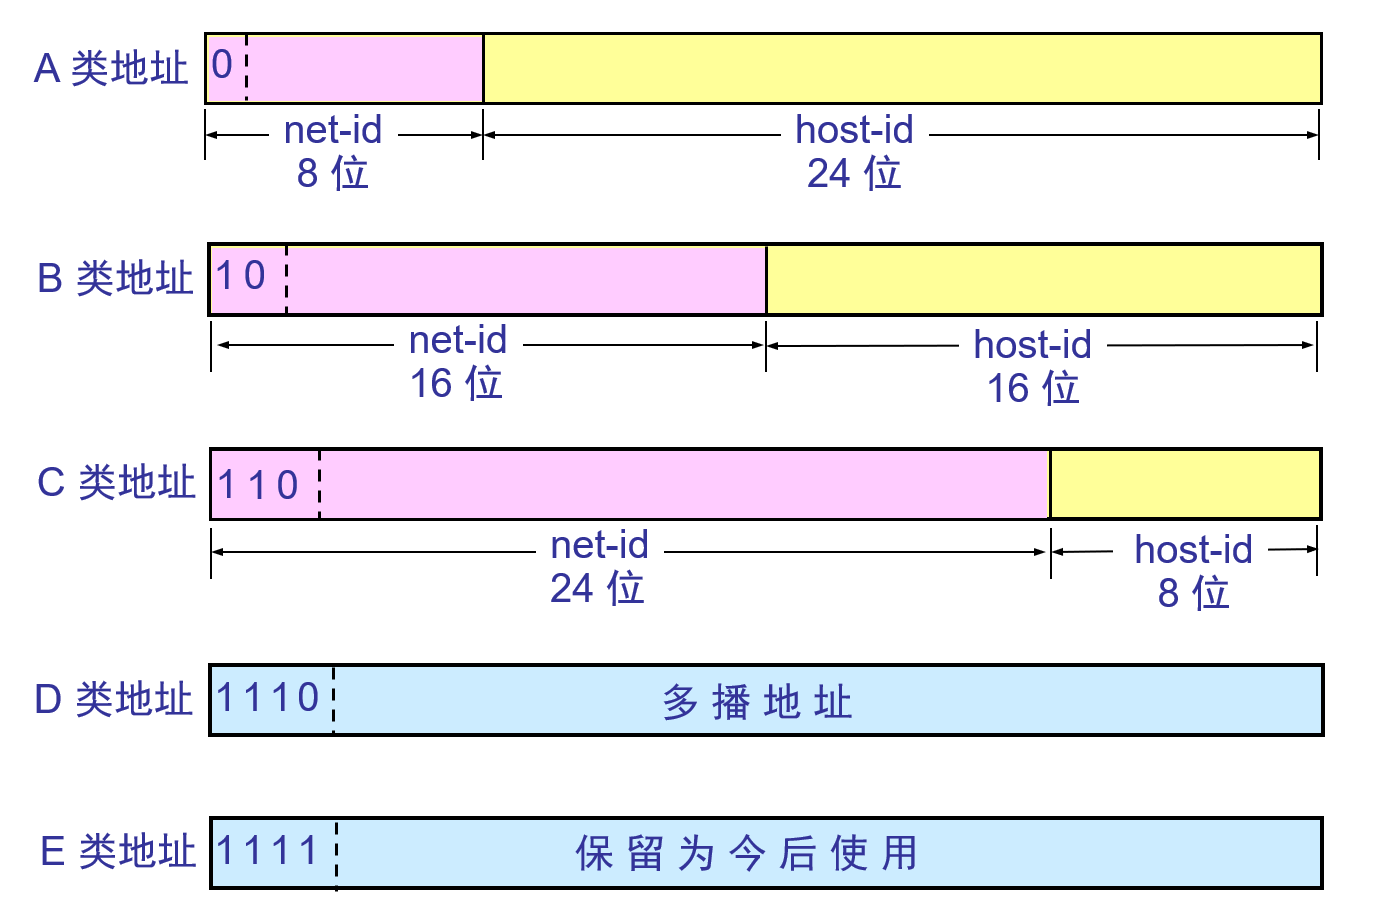 A 类地址
0
net-id
8 位
host-id
24 位
B 类地址
1 0
net-id
16 位
host-id
16 位
C 类地址
1 1 0
net-id
24 位
host-id
8 位
D 类地址
1 1 1 0
多 播 地 址
E 类地址
1 1 1 1
保 留 为 今 后 使 用